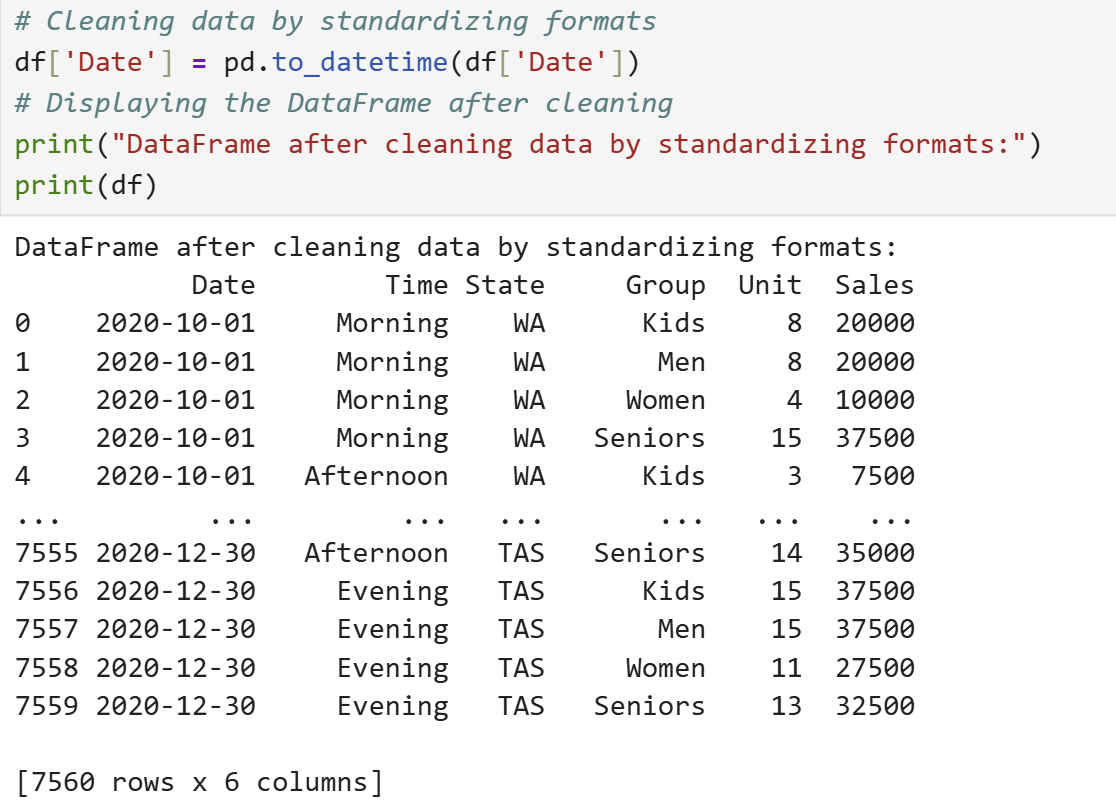 # Cleaning data by standardizing formats
df['Date'] = pd.to_datetime(df['Date'])
# Displaying the DataFrame after cleaning
print("DataFrame after cleaning data by standardizing formats:")
print(df)
DataFrame after cleaning data by standardizing formats:
           Date        Time State     Group  Unit  Sales
0    2020-10-01     Morning    WA      Kids     8  20000
1    2020-10-01     Morning    WA       Men     8  20000
2    2020-10-01     Morning    WA     Women     4  10000
3    2020-10-01     Morning    WA   Seniors    15  37500
4    2020-10-01   Afternoon    WA      Kids     3   7500
...         ...         ...   ...       ...   ...    ...
7555 2020-12-30   Afternoon   TAS   Seniors    14  35000
7556 2020-12-30     Evening   TAS      Kids    15  37500
7557 2020-12-30     Evening   TAS       Men    15  37500
7558 2020-12-30     Evening   TAS     Women    11  27500
7559 2020-12-30     Evening   TAS   Seniors    13  32500
[7560 rows x 6 columns]